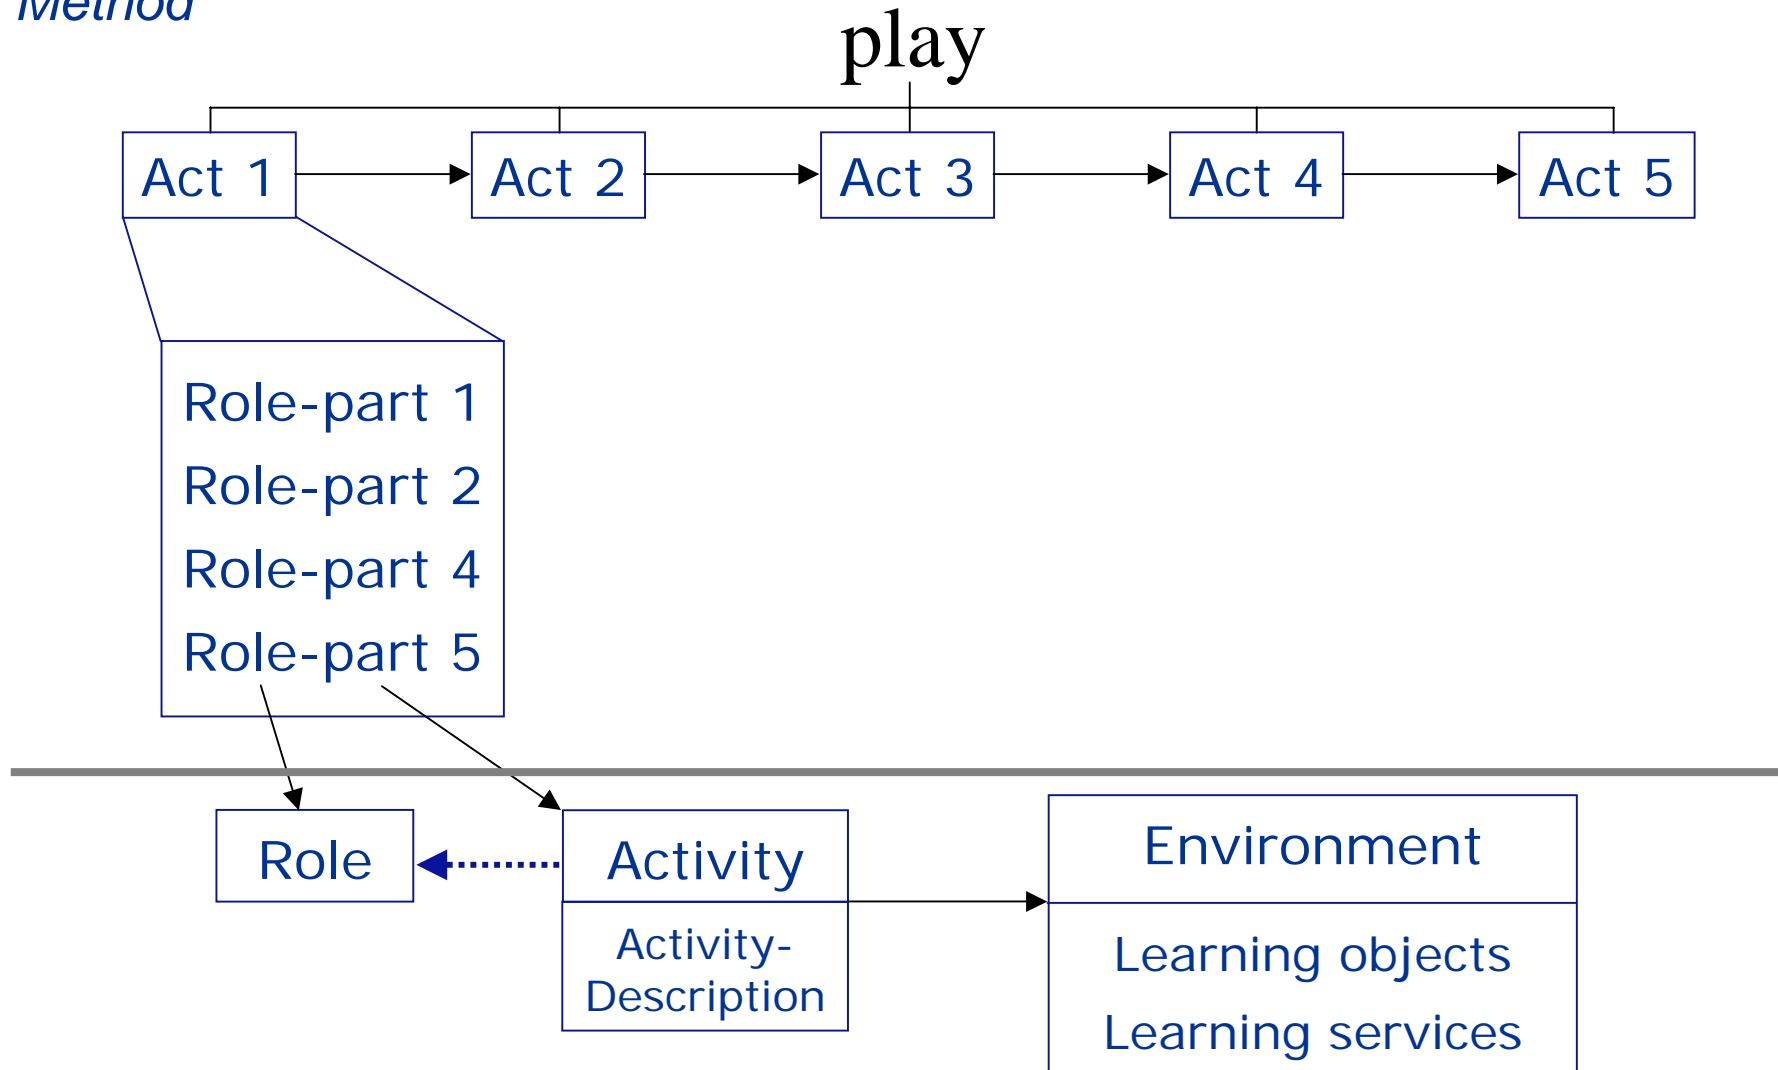 Method
play
Act 1
Act 2
Act 3
Act 4
Act 5
Role-part 1
Role-part 2
Role-part 4
Role-part 5
Role
Activity
Activity-
Description
Environment
Learning objects
Learning services